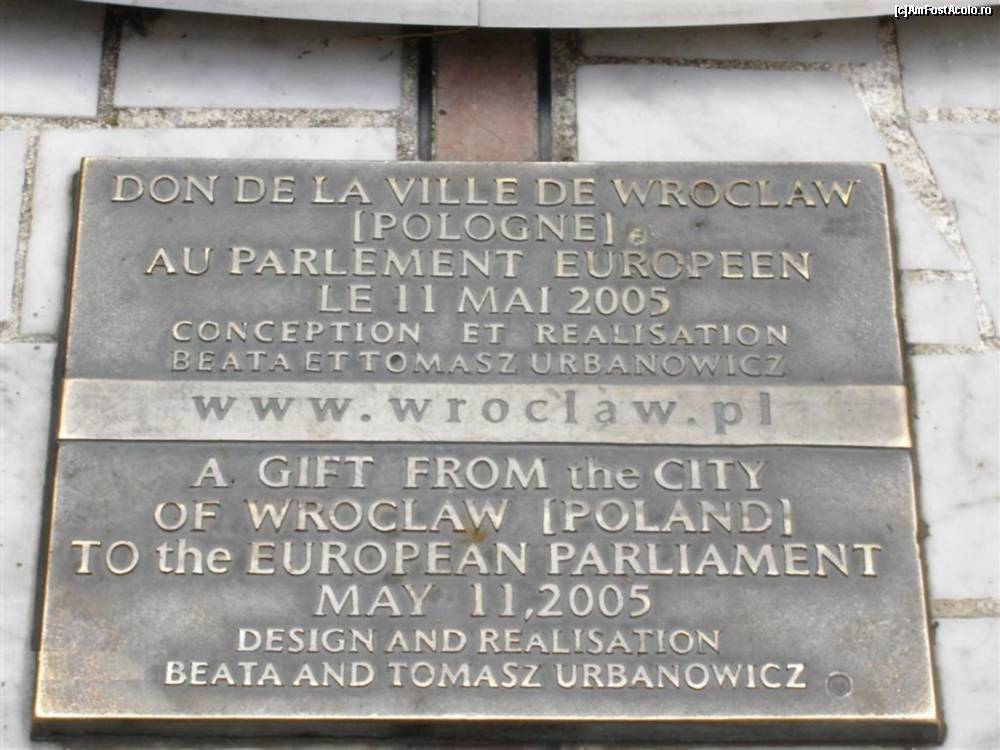 [c]AmFostAcolo.ro
DON DE LA VILLE DE WROCLAW
[POLOGNE]
AU PARLEMENT EUROPEEN
LE 11 MAI 2005
CONCEPTION ET REALISATION
BEATA ET TOMASZ URBANOWICZ
www.wroclaw.pl
A GIFT FROM the CITY
OF WROCLAW [POLAND]
TO the EUROPEAN PARLIAMENT
MAY 11,2005
DESIGN AND REALISATION
BEATA AND TOMASZ URBANOWICZ